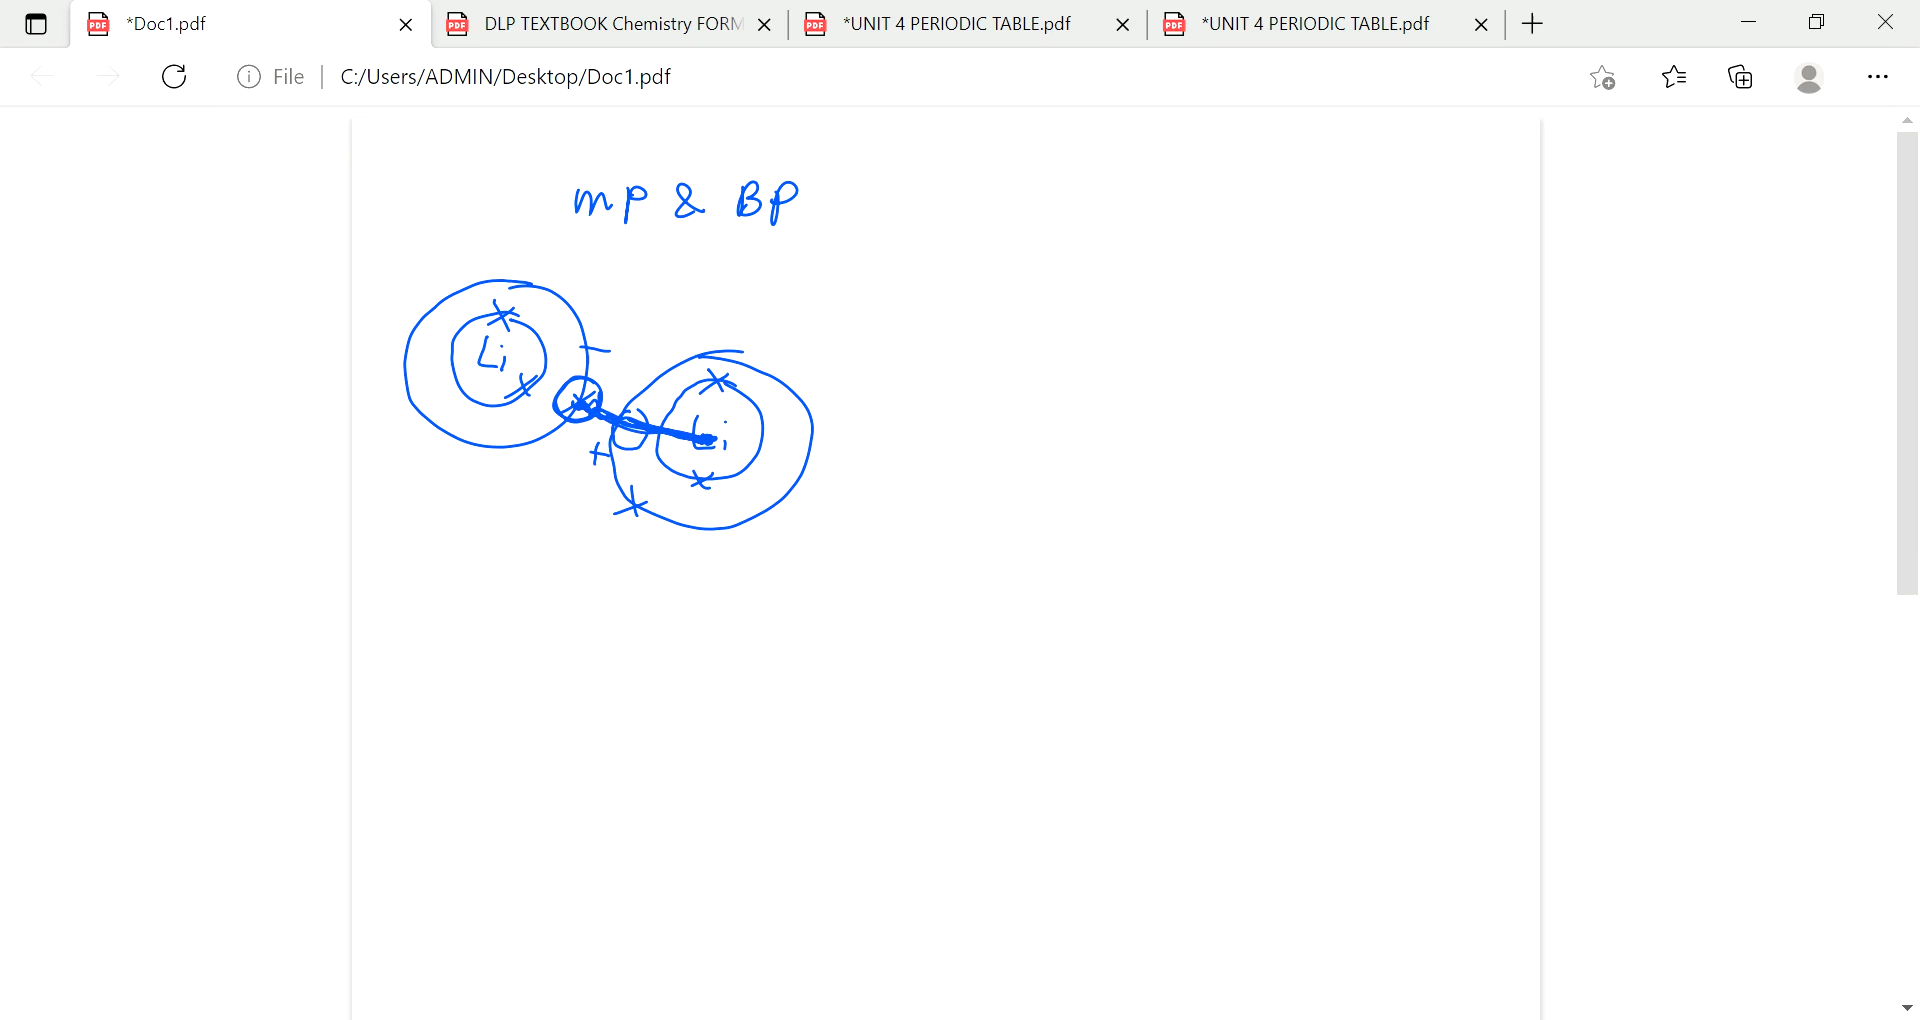 *Doc1.pdf
DLP TEXTBOOK Chemistry FORM
*UNIT 4 PERIODIC TABLE.pdf
*UNIT 4 PERIODIC TABLE.pdf
File
C:/Users/ADMIN/Desktop/Doc1.pdf
MP & BP
Li
Li